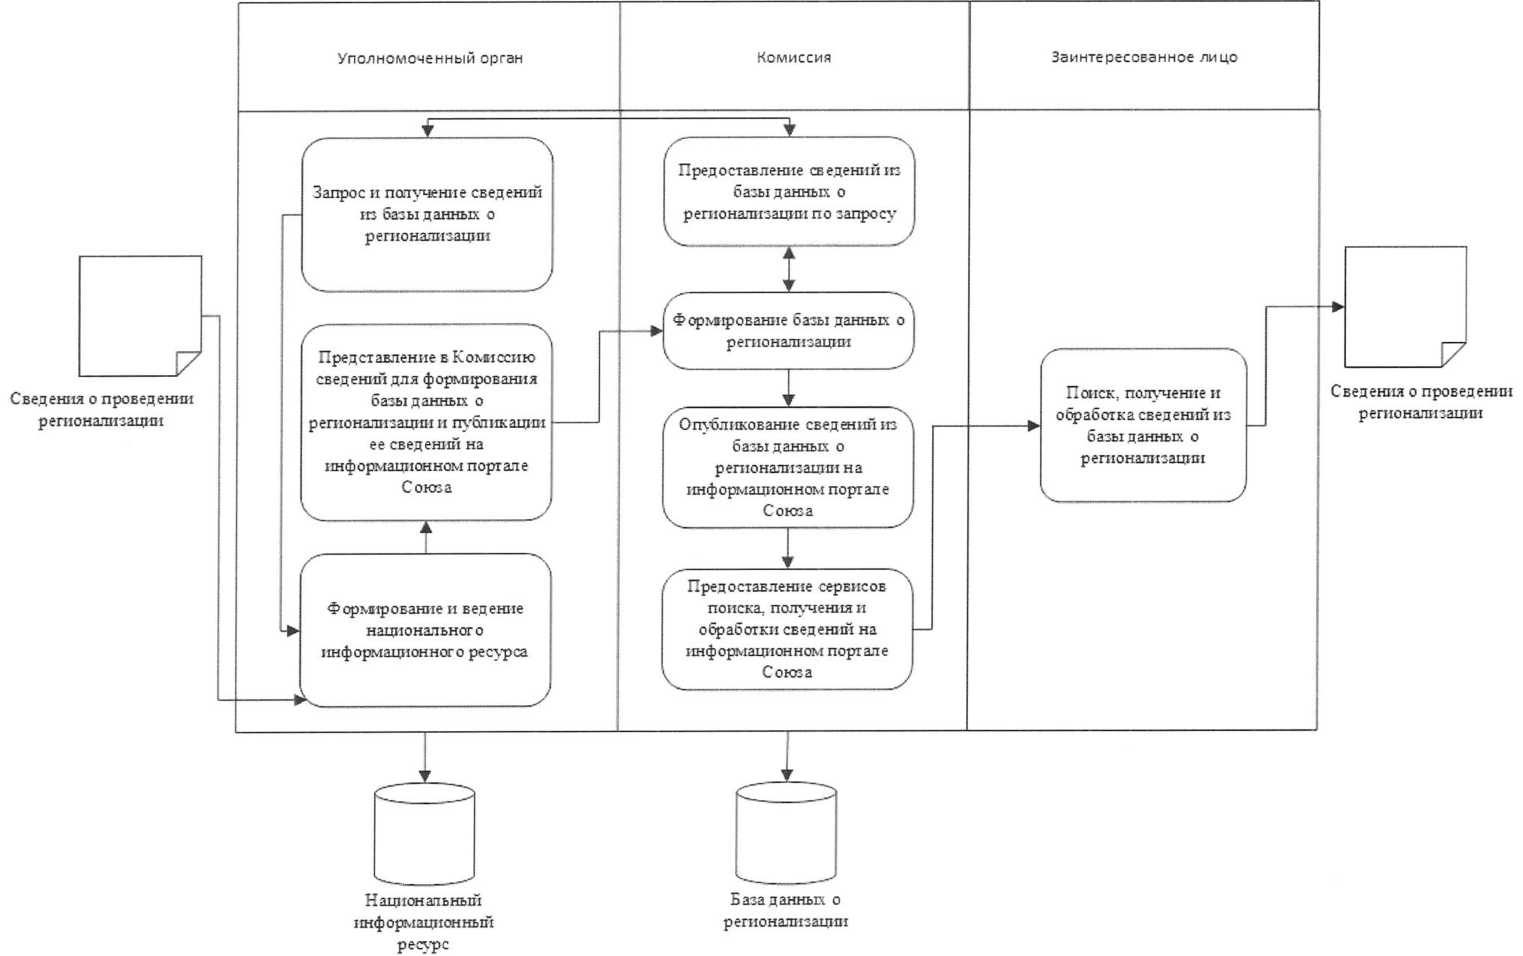 Уполномоченный орган
Комиссия
Заинтересованное лицо
Запрос и получение сведений
из базы данных о
регионализации
Предоставление сведений из
базы данных о
регионализации по запросу
Сведения о проведении
регионализации
Представление в Комиссию
сведений для формирования
базы данных о
регионализации и публикации
ее сведений на
информационном портале
Союза
Формирование базы данных о
регионализации
Опубликование сведений из
базы данных о
регионализации на
информационном портале
Союза
Поиск, получение и
обработка сведений из
базы данных о
регионализации
Сведения о проведении
регионализации
Формирование и ведение
национального
информационного ресурса
Предоставление сервисов
поиска, получения и
обработки сведений на
информационном портале
Союза
Национальный
информационный
ресурс
База данных о
регионализации